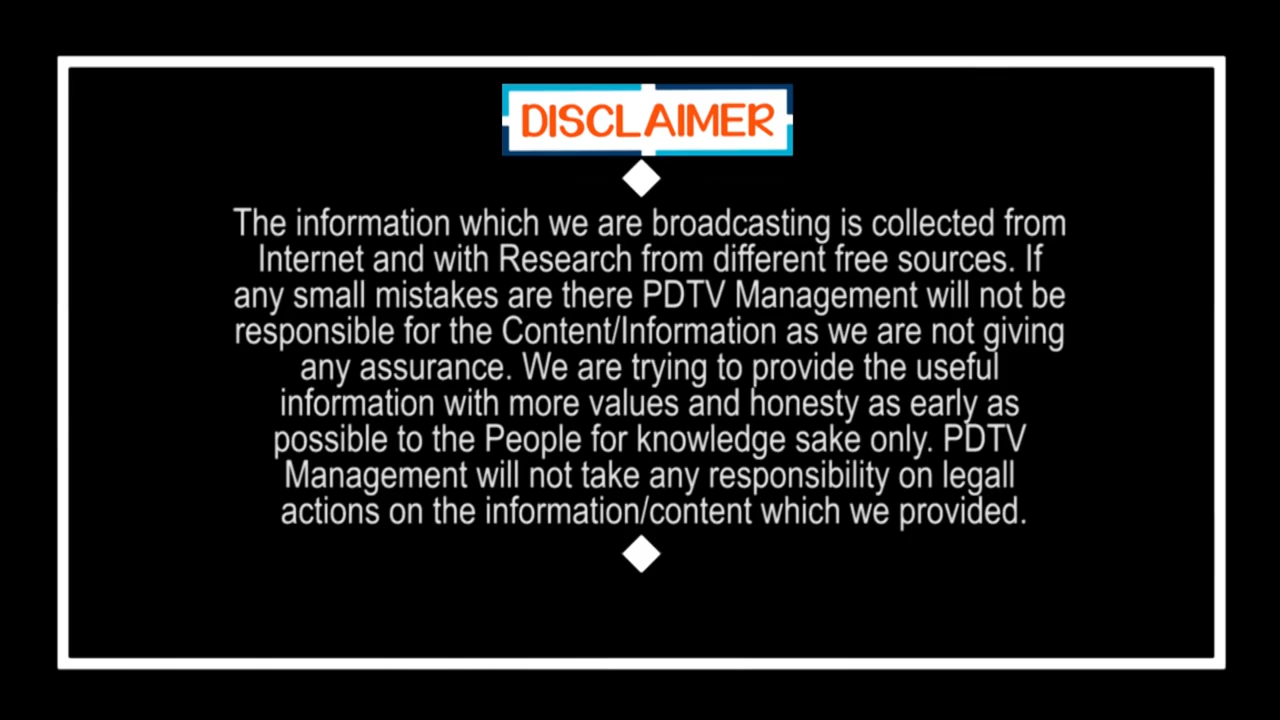 DISCLAIMER
The information which we are broadcasting is collected from
Internet and with Research from different free sources. If
any small mistakes are there PDTV Management will not be
responsible for the Content/Information as we are not giving
any assurance. We are trying to provide the useful
information with more values and honesty as early as
possible to the People for knowledge sake only. PDTV
Management will not take any responsibility on legall
actions on the information/content which we provided.